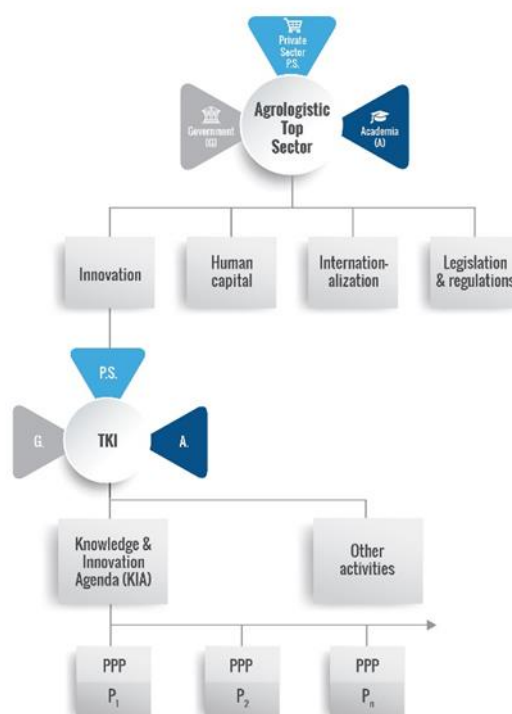 Private
Sector
P.S.
Government
(G)
Agrologistic
Top
Sector
Academia
(A)
Innovation
Human
capital
Internation-
alization
Legislation
& regulations
P.S.
G.
TKI
A.
Knowledge &
Innovation
Agenda (KIA)
Other
activities
PPP
P₁
PPP
P₂
PPP
Pₙ